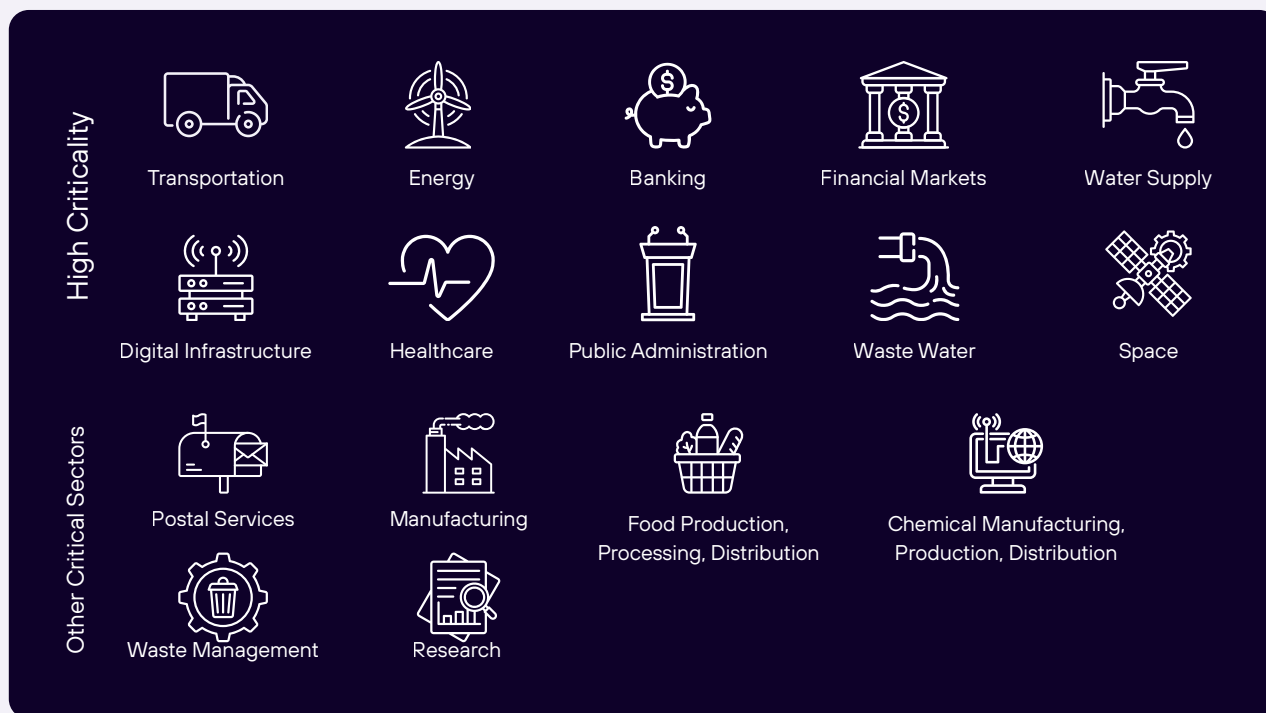 High Criticality
Transportation
Energy
Banking
Financial Markets
Water Supply
Digital Infrastructure
Healthcare
Public Administration
Waste Water
Space
Other Critical Sectors
Postal Services
Manufacturing
Food Production,
Processing, Distribution
Chemical Manufacturing,
Production, Distribution
Waste Management
Research